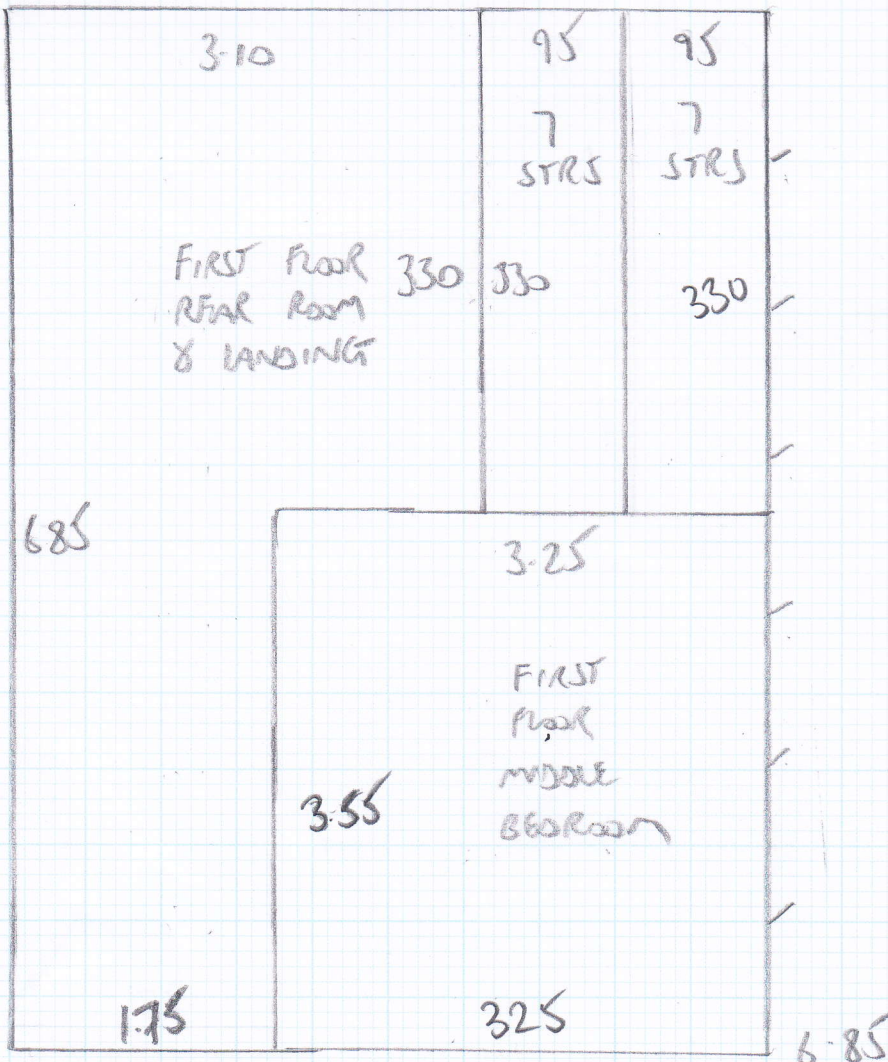 3.10
95
95
7
STRS
7
STRS
FIRST FLOOR
REAR ROOM
& LANDING
330
330
330
685
3.25
FIRST
FLOOR
MIDDLE
BEDROOM
3.55
1.75
325
6.85